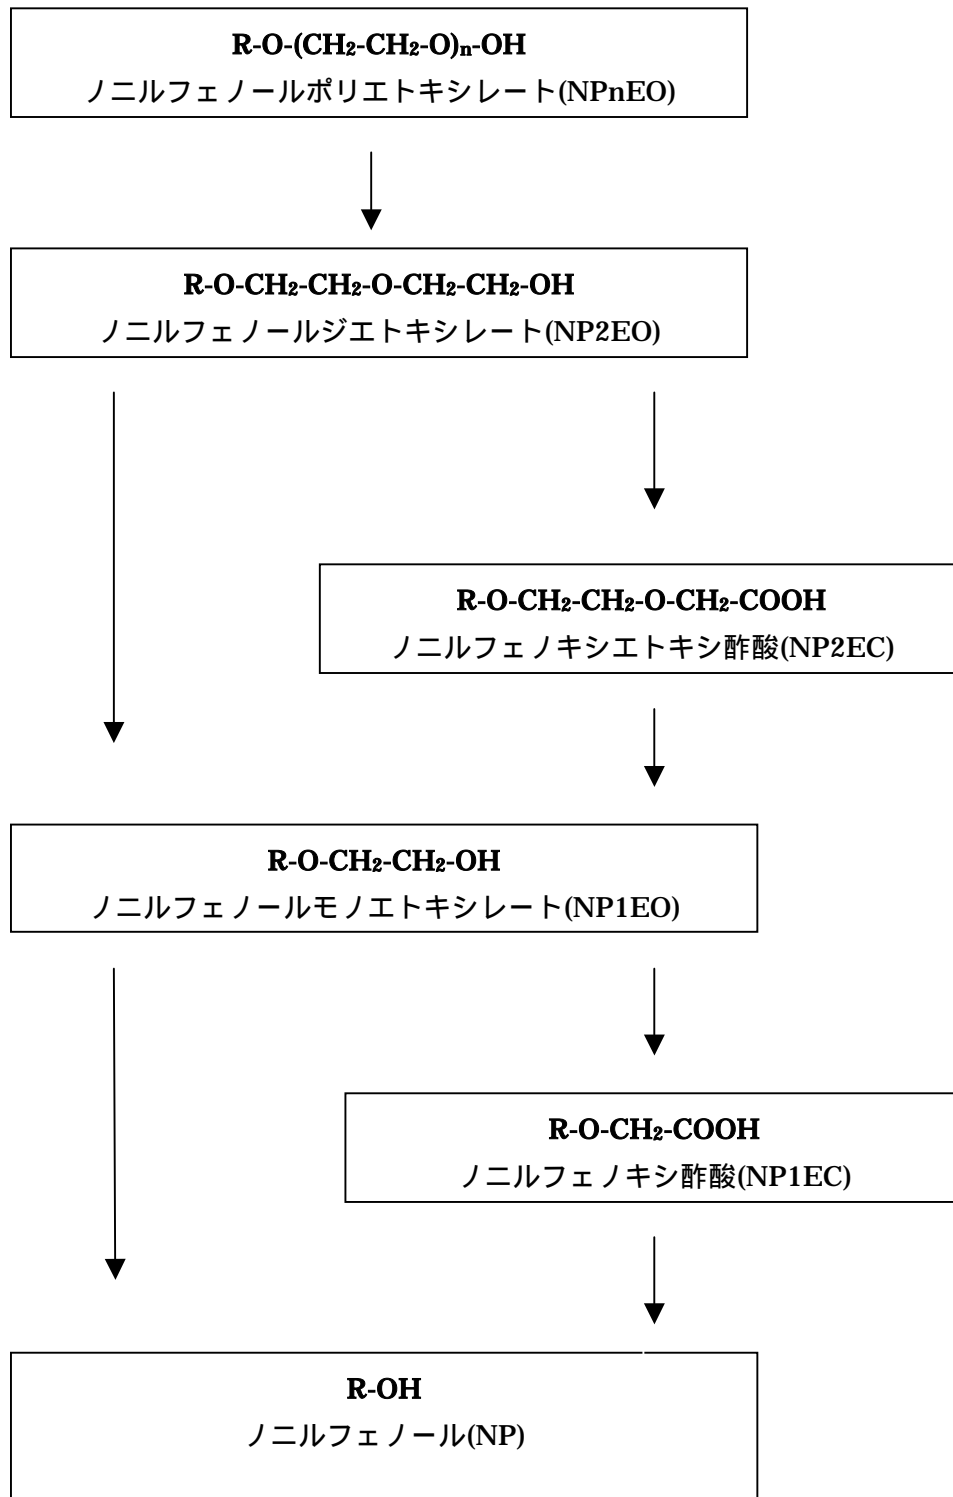 R-O-(CH₂-CH₂-O)ₙ-OH
ノニルフェノールポリエトキシレート(NPnEO)
R-O-CH₂-CH₂-O-CH₂-CH₂-OH
ノニルフェノールジエトキシレート(NP2EO)
R-O-CH₂-CH₂-O-CH₂-COOH
ノニルフェノキシエトキシ酢酸(NP2EC)
R-O-CH₂-CH₂-OH
ノニルフェノールモノエトキシレート(NP1EO)
R-O-CH₂-COOH
ノニルフェノキシ酢酸(NP1EC)
R-OH
ノニルフェノール(NP)